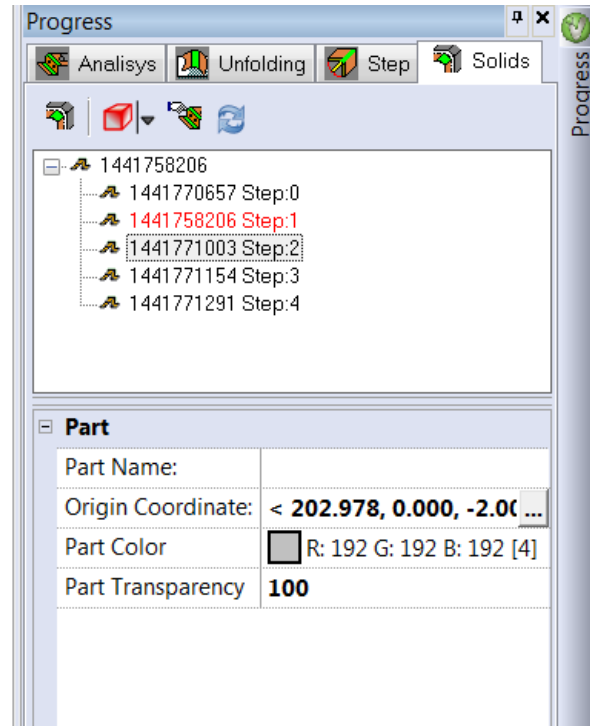 Progress
Progress
Analisys Unfolding Step Solids
1441758206
1441770657 Step:0
1441758206 Step:1
1441771003 Step:2
1441771154 Step:3
1441771291 Step:4
Part
Part Name:
Origin Coordinate: < 202.978, 0.000, -2.00 ...
Part Color R: 192 G: 192 B: 192 [4]
Part Transparency 100